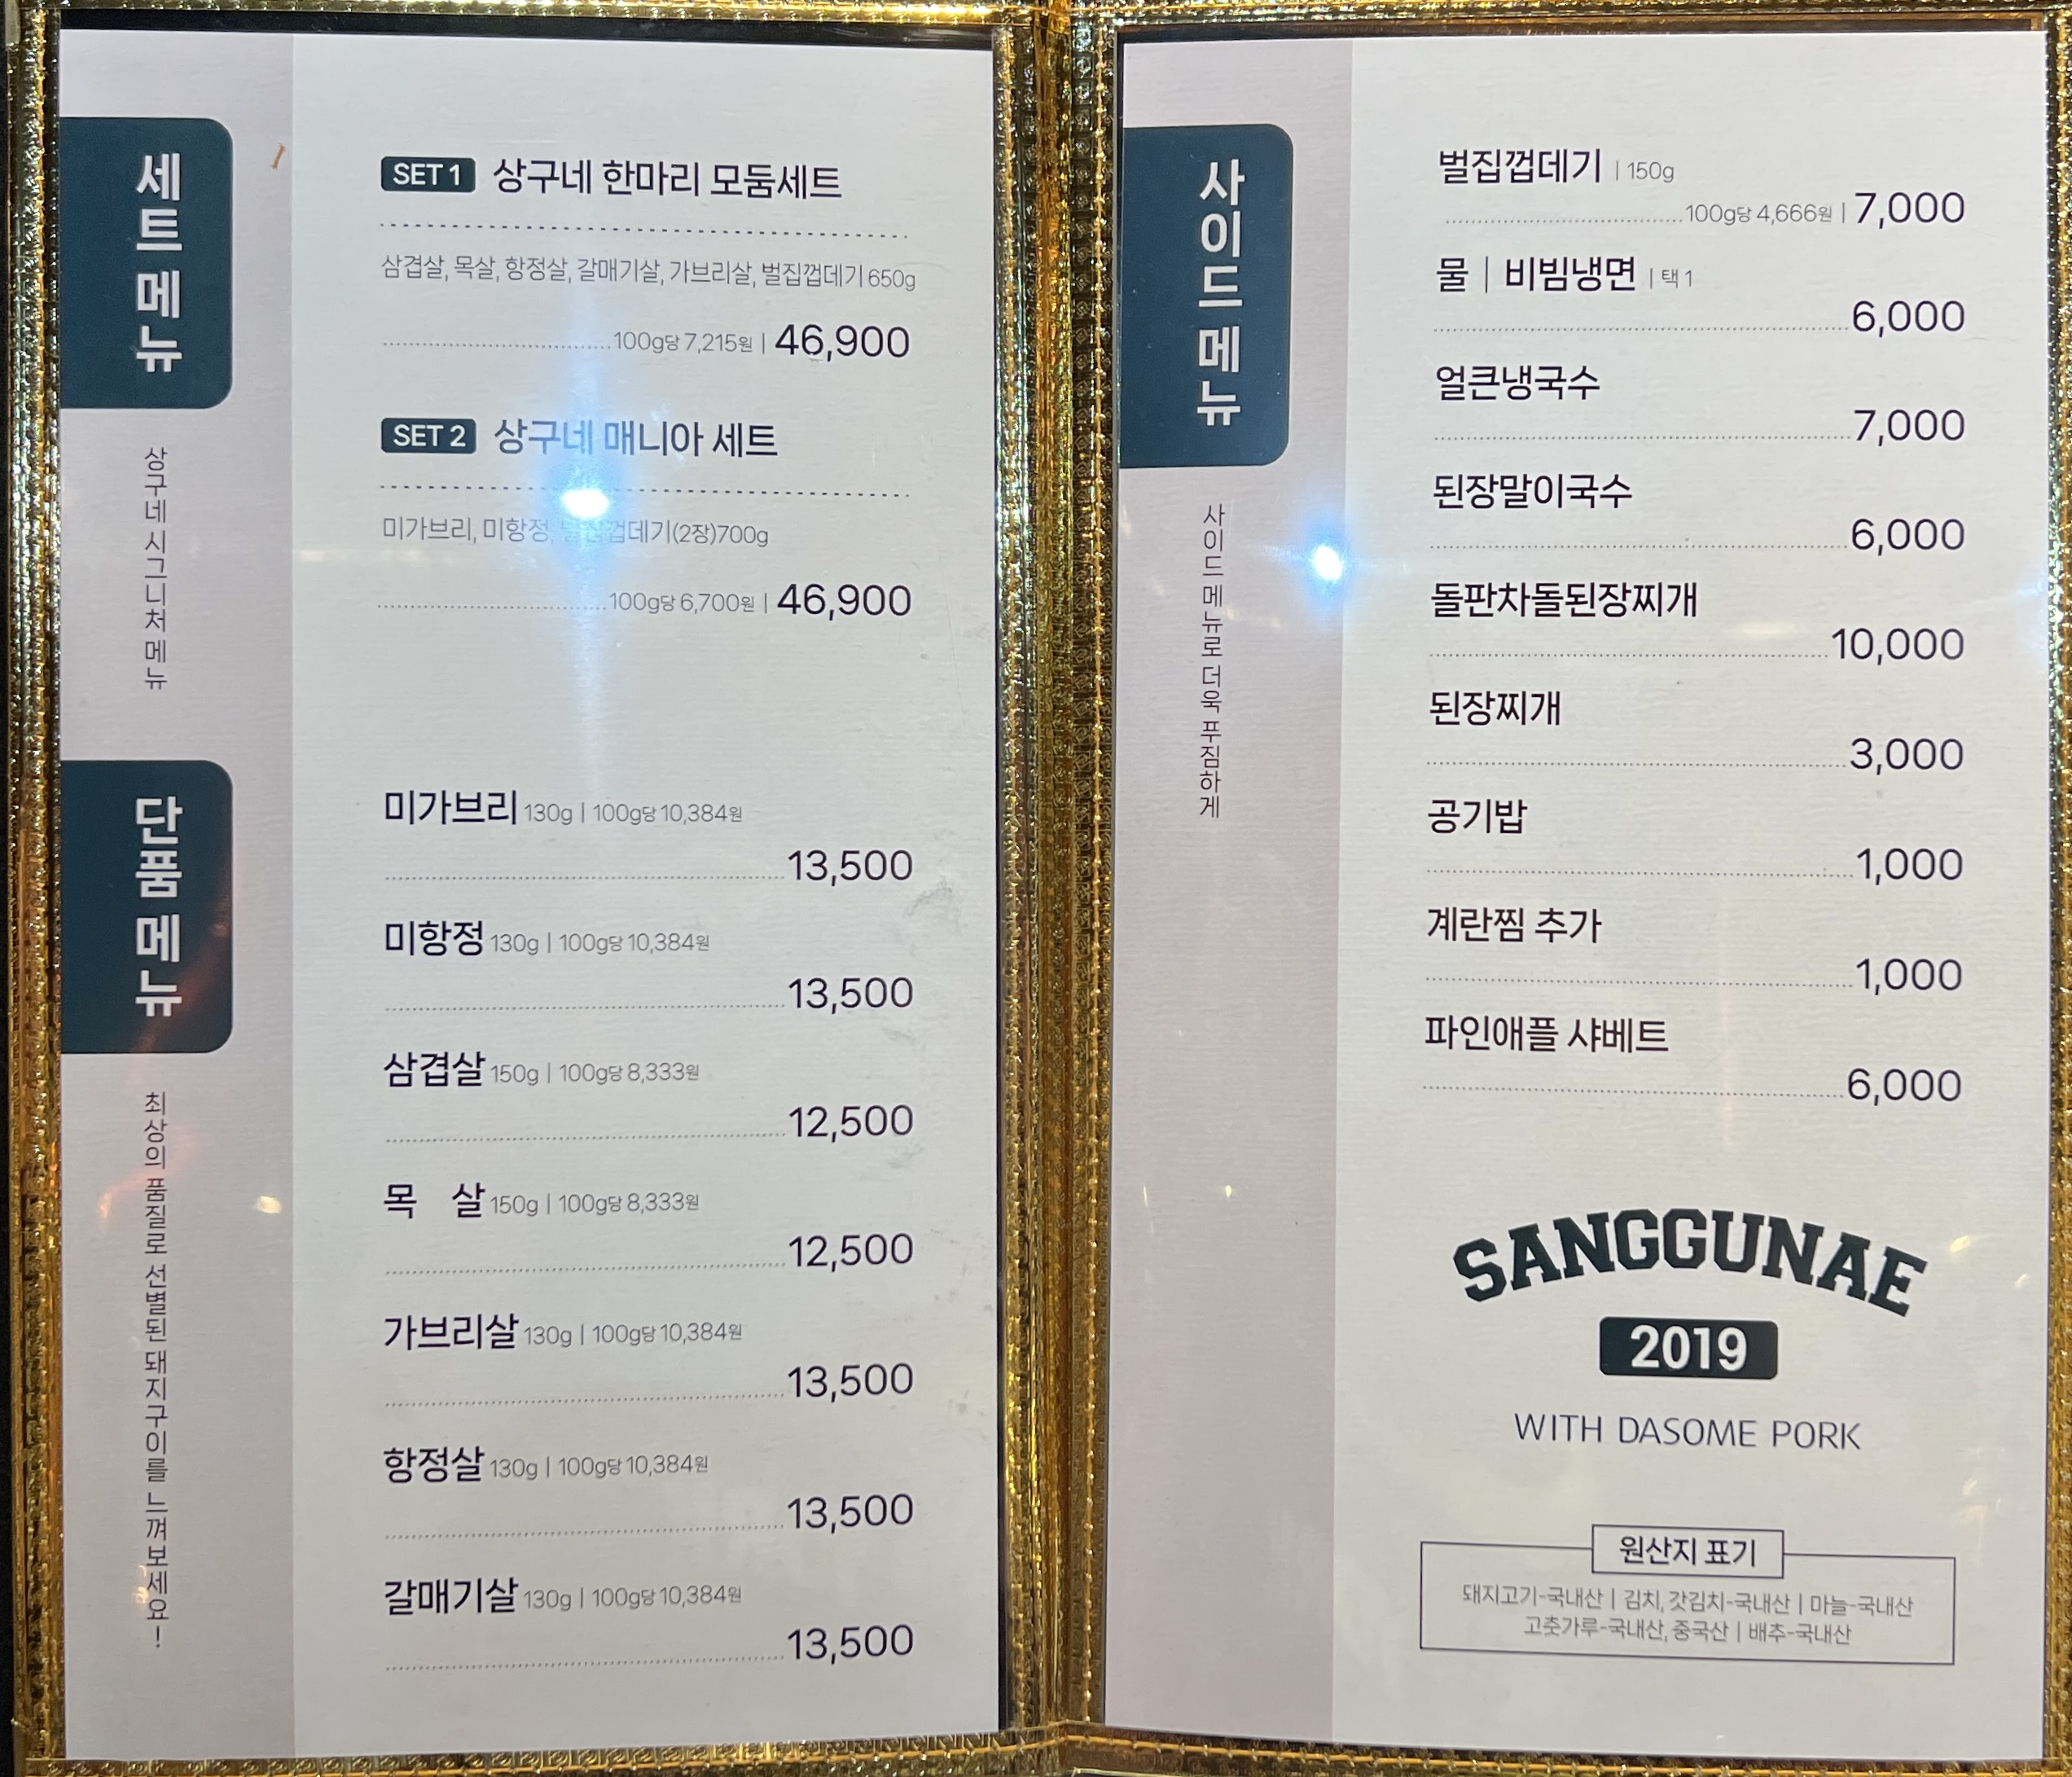 세트메뉴
상구네 시그니처 메뉴
SET 1 상구네 한마리 모둠세트
삼겹살, 목살, 항정살, 갈매기살, 가브리살, 벌집껍데기 650g
100g당 7,215원 | 46,900
SET 2 상구네 매니아 세트
미가브리, 미항정, 벌집껍데기(2장)700g
100g당 6,700원 | 46,900
단품메뉴
최상의 품질로 선별된 돼지구이를 느껴보세요!
미가브리 130g | 100g당 10,384원
13,500
미항정 130g | 100g당 10,384원
13,500
삼겹살 150g | 100g당 8,333원
12,500
목 살 150g | 100g당 8,333원
12,500
가브리살 130g | 100g당 10,384원
13,500
항정살 130g | 100g당 10,384원
13,500
갈매기살 130g | 100g당 10,384원
13,500
사이드메뉴
사이드메뉴로 더욱 푸짐하게
벌집껍데기 | 150g
100g당 4,666원 | 7,000
물 | 비빔냉면 | 택 1
6,000
얼큰냉국수
7,000
된장말이국수
6,000
돌판차돌된장찌개
10,000
된장찌개
3,000
공기밥
1,000
계란찜 추가
1,000
파인애플 샤베트
6,000
SANGGUNAE
2019
WITH DASOME PORK
원산지 표기
돼지고기-국내산 | 김치, 갓김치-국내산 | 마늘-국내산
고춧가루-국내산, 중국산 | 배추-국내산